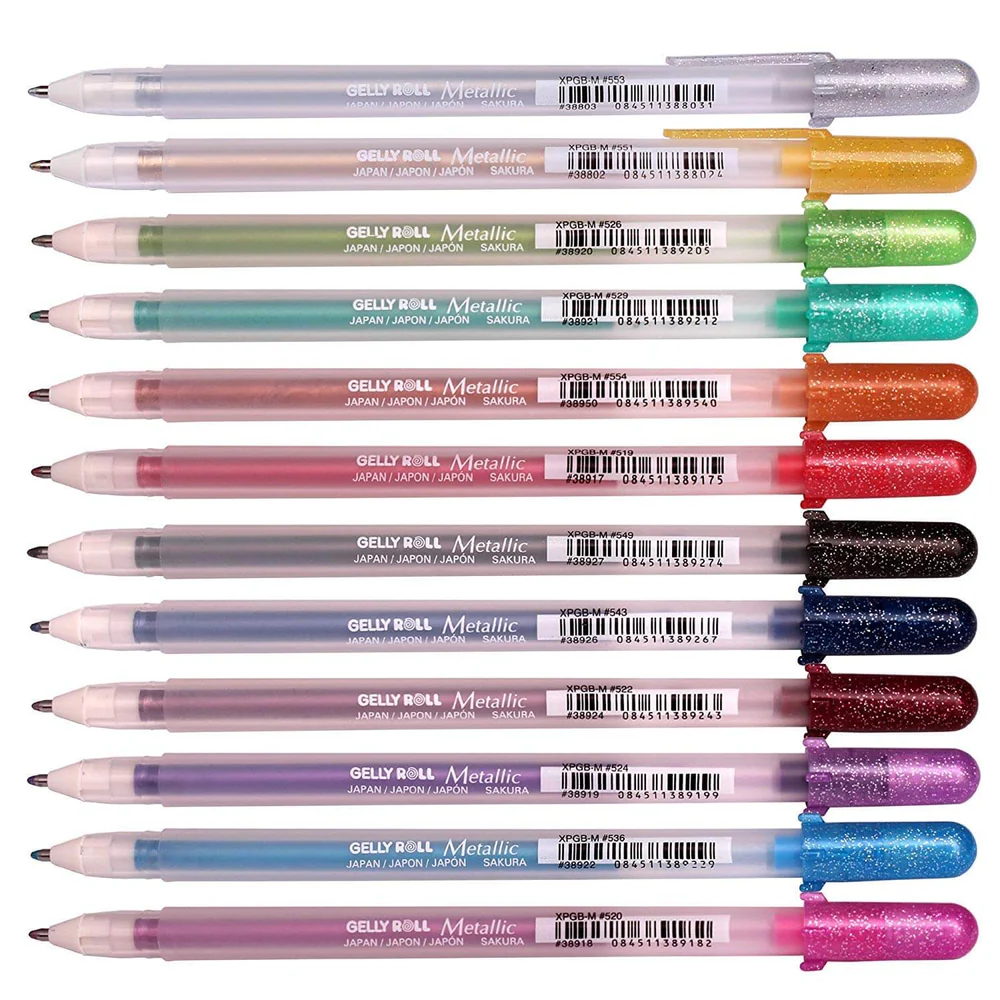 GELLY ROLL Metallic XPGB-M #553
JAPAN / JAPON / JAPÓN SAKURA #38803 084511388031
GELLY ROLL Metallic XPGB-M #551
JAPAN / JAPON / JAPÓN SAKURA #38802 084511388024
GELLY ROLL Metallic XPGB-M #526
JAPAN / JAPON / JAPÓN SAKURA #38920 084511389205
GELLY ROLL Metallic XPGB-M #529
JAPAN / JAPON / JAPÓN SAKURA #38921 084511389212
GELLY ROLL Metallic XPGB-M #554
JAPAN / JAPON / JAPÓN SAKURA #38950 084511389540
GELLY ROLL Metallic XPGB-M #519
JAPAN / JAPON / JAPÓN SAKURA #38917 084511389175
GELLY ROLL Metallic XPGB-M #549
JAPAN / JAPON / JAPÓN SAKURA #38927 084511389274
GELLY ROLL Metallic XPGB-M #543
JAPAN / JAPON / JAPÓN SAKURA #38926 084511389267
GELLY ROLL Metallic XPGB-M #522
JAPAN / JAPON / JAPÓN SAKURA #38924 084511389243
GELLY ROLL Metallic XPGB-M #524
JAPAN / JAPON / JAPÓN SAKURA #38919 084511389199
GELLY ROLL Metallic XPGB-M #536
JAPAN / JAPON / JAPÓN SAKURA #38922 084511389229
GELLY ROLL Metallic XPGB-M #520
JAPAN / JAPON / JAPÓN SAKURA #38918 084511389182